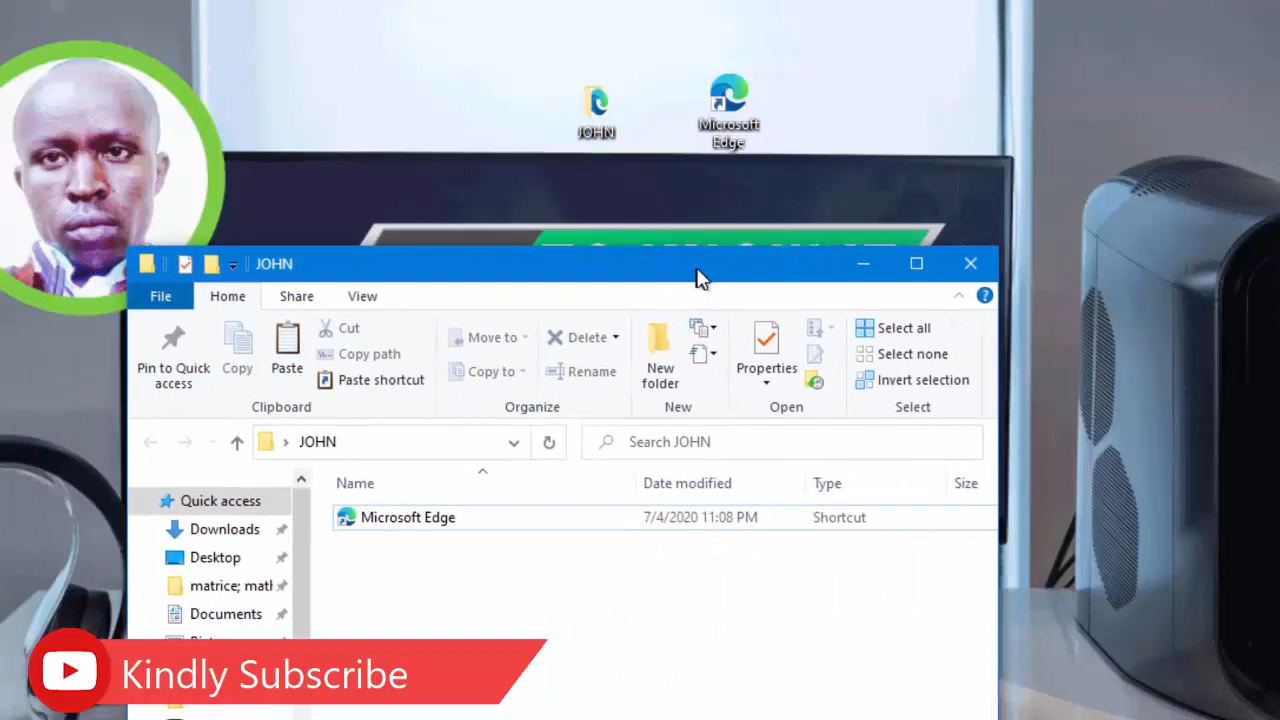 JOHN
Microsoft
Edge
JOHN
File
Home
Share
View
Pin to Quick
access
Copy
Paste
Cut
Copy path
Paste shortcut
Clipboard
Move to
Copy to
Delete
Rename
Organize
New
folder
New
Properties
Open
Select all
Select none
Invert selection
Select
JOHN
Search JOHN
Name
Date modified
Type
Size
Quick access
Downloads
Desktop
matrice; matl
Documents
Microsoft Edge
7/4/2020 11:08 PM
Shortcut
Kindly Subscribe